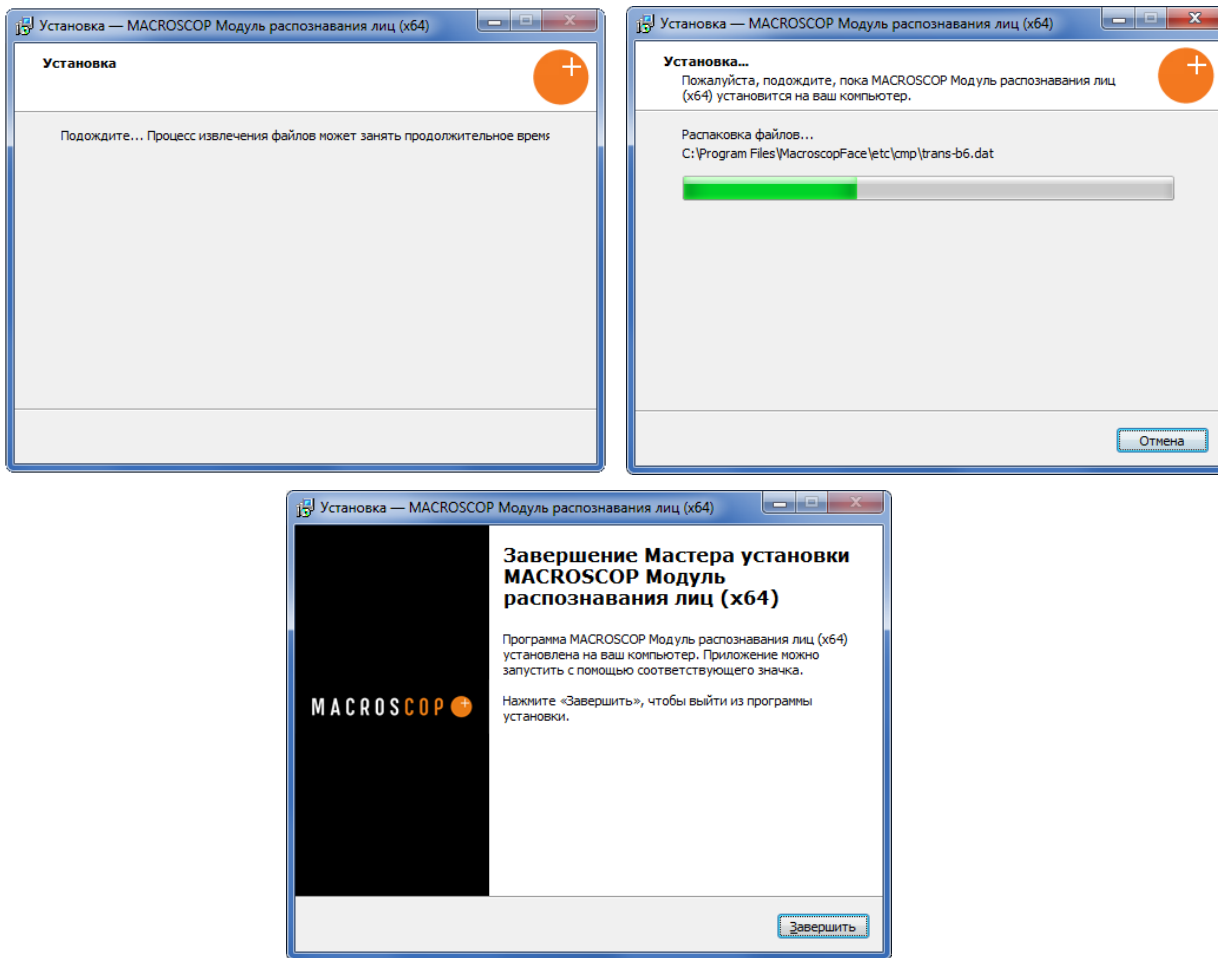 Установка — MACROSCOP Модуль распознавания лиц (x64)
Установка
Подождите... Процесс извлечения файлов может занять продолжительное время
Установка — MACROSCOP Модуль распознавания лиц (x64)
Установка...
Пожалуйста, подождите, пока MACROSCOP Модуль распознавания лиц
(x64) установится на ваш компьютер.
Распаковка файлов...
C:\Program Files\MacroscopFace\etc\cmp\trans-b6.dat
Отмена
Установка — MACROSCOP Модуль распознавания лиц (x64)
MACROSCOP
Завершение Мастера установки
MACROSCOP Модуль
распознавания лиц (x64)
Программа MACROSCOP Модуль распознавания лиц (x64)
установлена на ваш компьютер. Приложение можно
запустить с помощью соответствующего значка.
Нажмите «Завершить», чтобы выйти из программы
установки.
Завершить